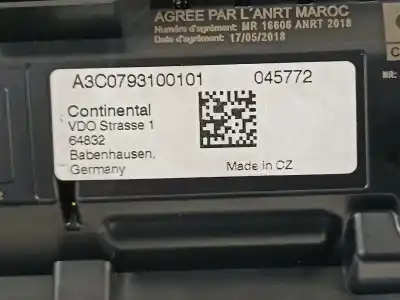 AGREE PAR L'ANRT MAROC
Numéro d'agrément: MR 16606 ANRT 2018
Date d'agrément: 17/05/2018
NR:
A3C0793100101 045772
Continental
VDO Strasse 1
64832
Babenhausen,
Germany
Made in CZ